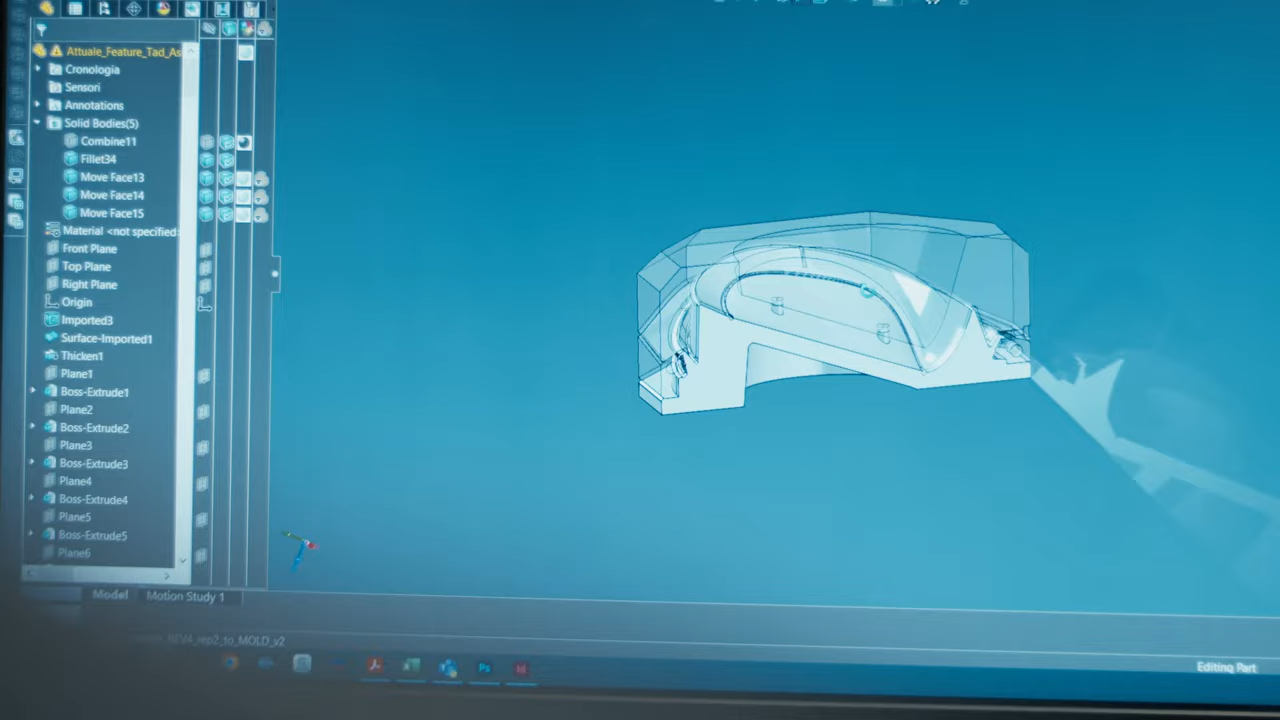 Attuale_Feature_Tad_As
Cronologia
Sensori
Annotations
Solid Bodies(5)
Combine11
Fillet34
Move Face13
Move Face14
Move Face15
Material <not specified>
Front Plane
Top Plane
Right Plane
Origin
Imported3
Surface-Imported1
Thicken1
Plane1
Boss-Extrude1
Plane2
Boss-Extrude2
Plane3
Boss-Extrude3
Plane4
Boss-Extrude4
Plane5
Boss-Extrude5
Plane6
Model
Motion Study 1
_REV4_rep2_to_MOLD_v2
Editing Part
Ps